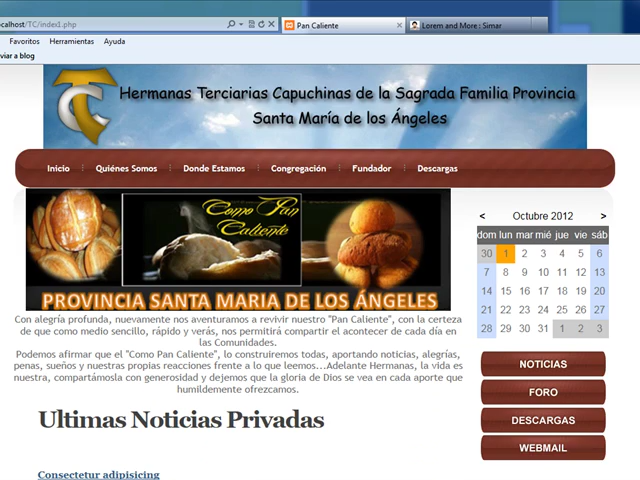 localhost/TC/index1.php
Pan Caliente
Lorem and More : Simar
Favoritos Herramientas Ayuda
viar a blog
TC
Hermanas Terciarias Capuchinas de la Sagrada Familia Provincia
Santa María de los Ángeles
Inicio Quiénes Somos Donde Estamos Congregación Fundador Descargas
Como Pan
Caliente
PROVINCIA SANTA MARIA DE LOS ÁNGELES
Con alegría profunda, nuevamente nos aventuramos a revivir nuestro "Pan Caliente", con la certeza
de que como medio sencillo, rápido y verás, nos permitirá compartir el acontecer de cada día en
las Comunidades.
Podemos afirmar que el "Como Pan Caliente", lo construiremos todas, aportando noticias, alegrías,
penas, sueños y nuestras propias reacciones frente a lo que leemos...Adelante Hermanas, la vida es
nuestra, compartámosla con generosidad y dejemos que la gloria de Dios se vea en cada aporte que
humildemente ofrezcamos.
Ultimas Noticias Privadas
Consectetur adipisicing
< Octubre 2012 >
dom lun mar mié jue vie sáb
30 1 2 3 4 5 6
7 8 9 10 11 12 13
14 15 16 17 18 19 20
21 22 23 24 25 26 27
28 29 30 31 1 2 3
NOTICIAS
FORO
DESCARGAS
WEBMAIL